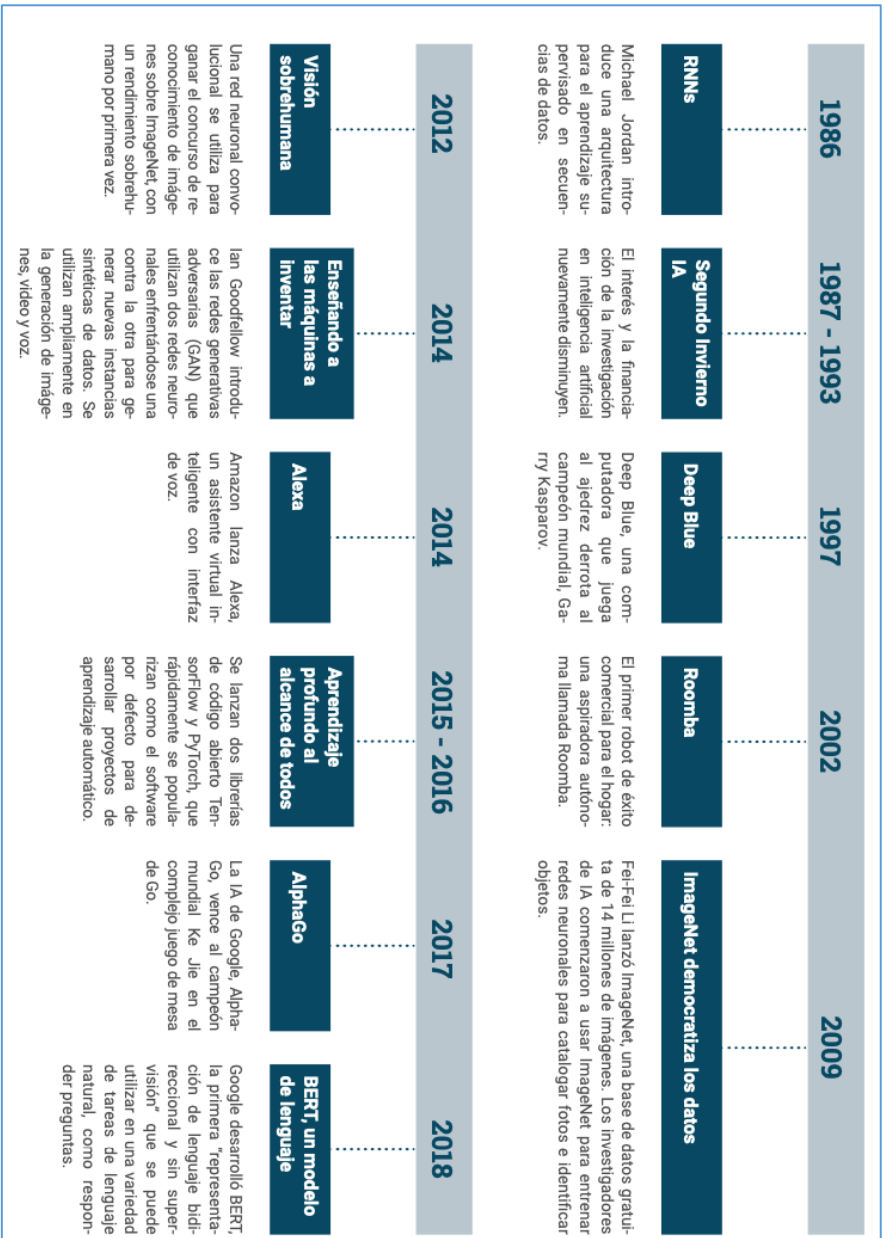 1986
RNNs
Michael Jordan intro-
duce una arquitectura
para el aprendizaje su-
pervisado en secuen-
cias de datos.
1987 - 1993
Segundo Invierno
IA
El interés y la financia-
ción de la investigación
en inteligencia artificial
nuevamente disminuyen.
1997
Deep Blue
Deep Blue, una com-
putadora que juega
al ajedrez derrota al
campeón mundial, Ga-
rry Kasparov.
2002
Roomba
El primer robot de éxito
comercial para el hogar:
una aspiradora autóno-
ma llamada Roomba.
2009
ImageNet democratiza los datos
Fei-Fei Li lanzó ImageNet, una base de datos gratui-
ta de 14 millones de imágenes. Los investigadores
de IA comenzaron a usar ImageNet para entrenar
redes neuronales para catalogar fotos e identificar
objetos.
2012
Visión
sobrehumana
Una red neuronal convo-
lucional se utiliza para
ganar el concurso de re-
conocimiento de imáge-
nes sobre ImageNet, con
un rendimiento sobrehu-
mano por primera vez.
2014
Enseñando a
las máquinas a
inventar
Ian Goodfellow introdu-
ce las redes generativas
adversarias (GAN) que
utilizan dos redes neuro-
nales enfrentándose una
contra la otra para ge-
nerar nuevas instancias
sintéticas de datos. Se
utilizan ampliamente en
la generación de imáge-
nes, video y voz.
2014
Alexa
Amazon lanza Alexa,
un asistente virtual in-
teligente con interfaz
de voz.
2015 - 2016
Aprendizaje
profundo al
alcance de todos
Se lanzan dos librerías
de código abierto Ten-
sorFlow y PyTorch, que
rápidamente se popula-
rizan como el software
por defecto para de-
sarrollar proyectos de
aprendizaje automático.
2017
AlphaGo
La IA de Google, Alpha-
Go, vence al campeón
mundial Ke Jie en el
complejo juego de mesa
de Go.
2018
BERT, un modelo
de lenguaje
Google desarrolló BERT,
la primera "representa-
ción de lenguaje bidi-
reccional y sin super-
visión" que se puede
utilizar en una variedad
de tareas de lenguaje
natural, como respon-
der preguntas.